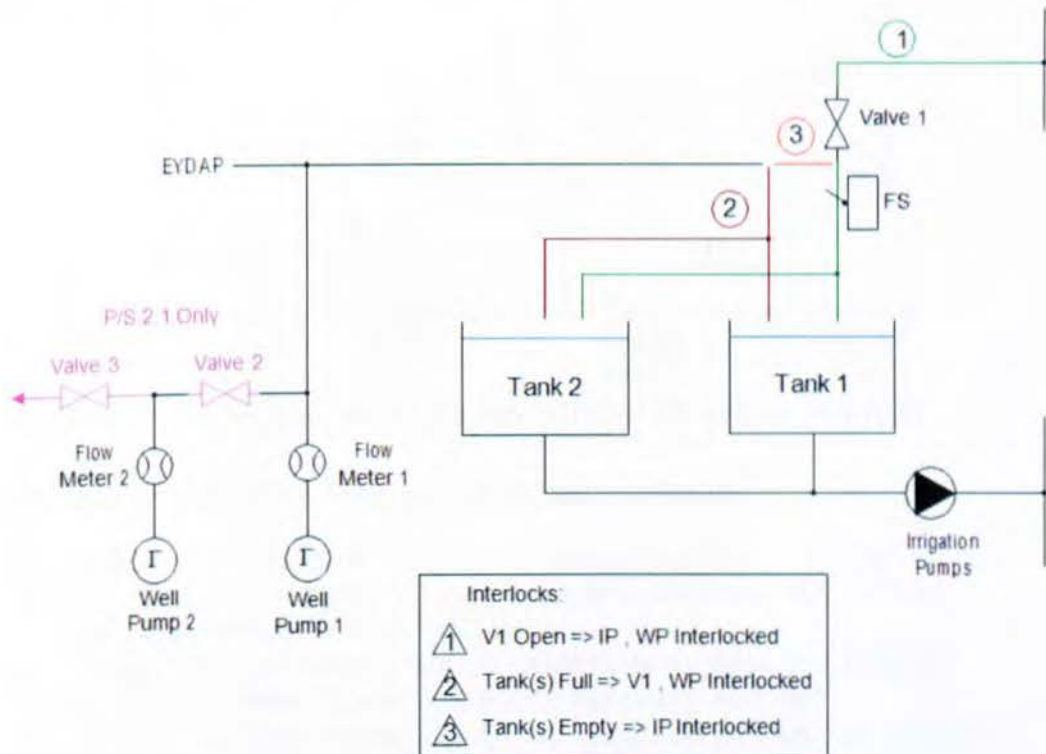 1
Valve 1
3
EYDAP
FS
2
P/S 2.1 Only
Valve 3
Valve 2
Tank 2
Tank 1
Flow
Meter 2
Flow
Meter 1
Γ
Γ
Well
Pump 2
Well
Pump 1
Irrigation
Pumps
Interlocks:
1 V1 Open => IP , WP Interlocked
2 Tank(s) Full => V1 , WP Interlocked
3 Tank(s) Empty => IP Interlocked